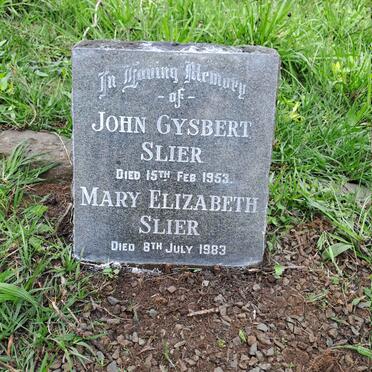 In Loving Memory
- of -
JOHN GYSBERT
SLIER
DIED 15TH FEB 1953.
MARY ELIZABETH
SLIER
DIED 8TH JULY 1983